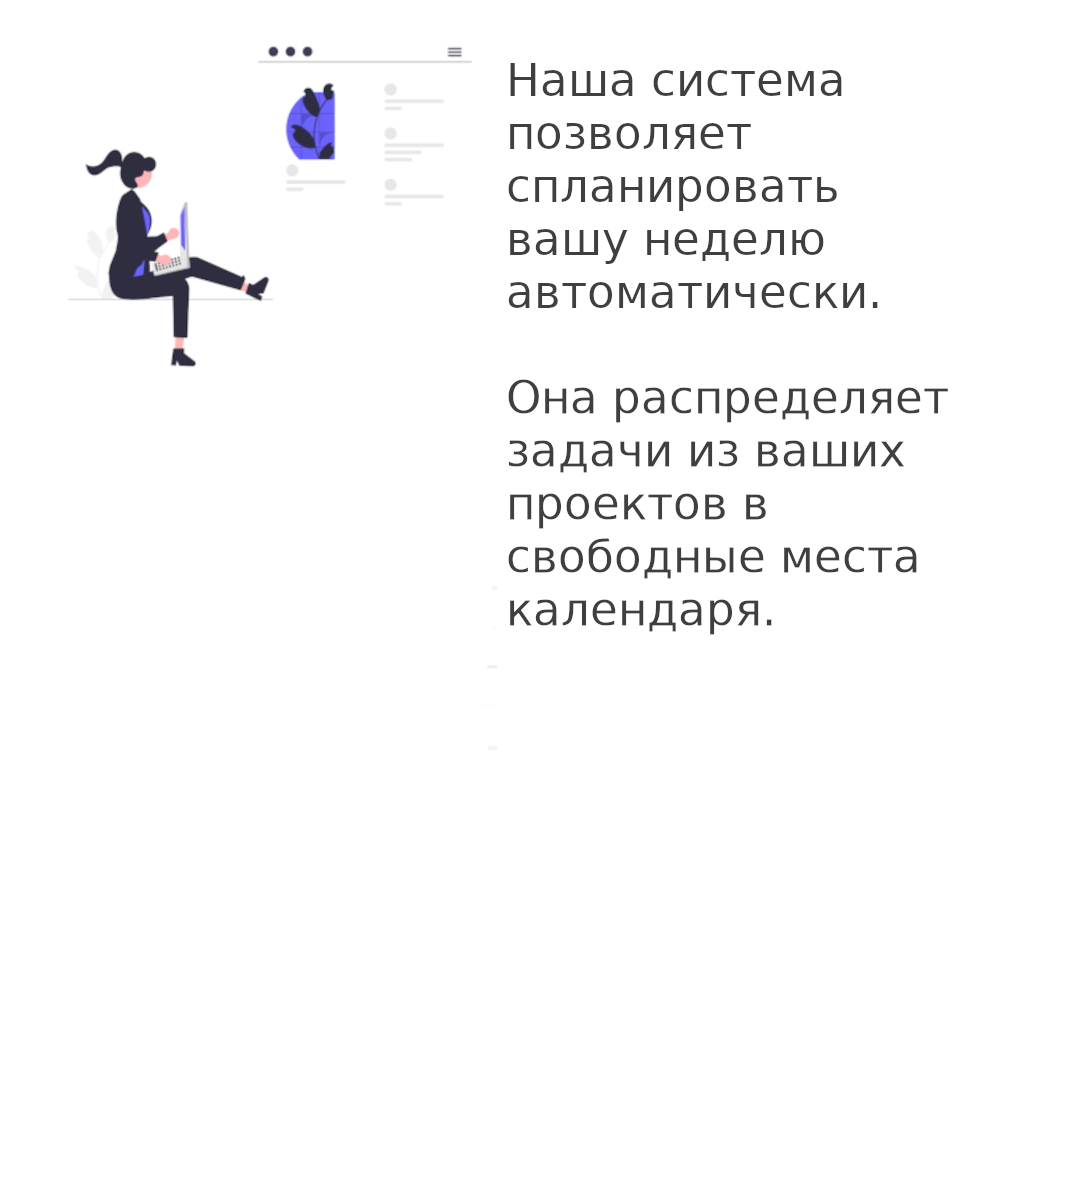 Наша система
позволяет
спланировать
вашу неделю
автоматически.
Она распределяет
задачи из ваших
проектов в
свободные места
календаря.